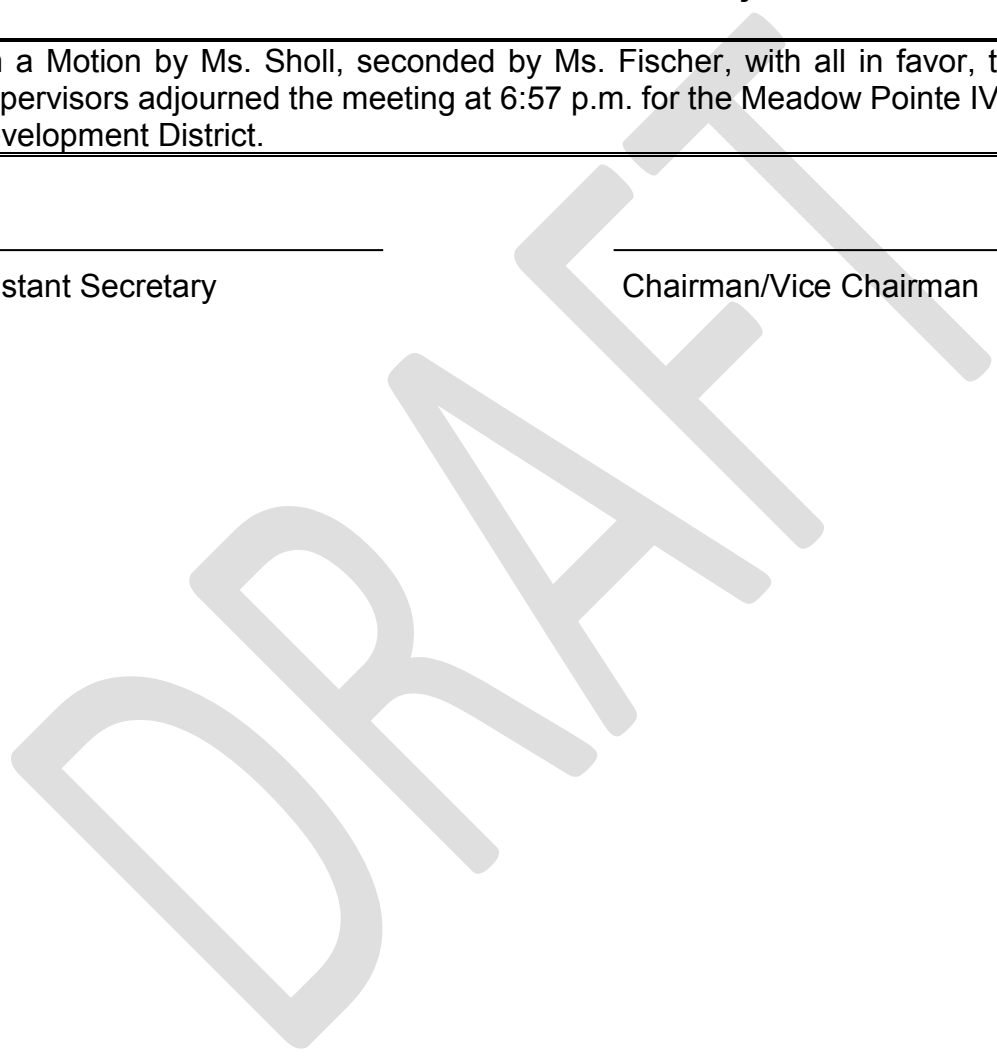 a Motion by Ms. Sholl, seconded by Ms. Fischer, with all in favor, t
pervisors adjourned the meeting at 6:57 p.m. for the Meadow Pointe IV
velopment District.
stant Secretary
Chairman/Vice Chairman
DRAFT